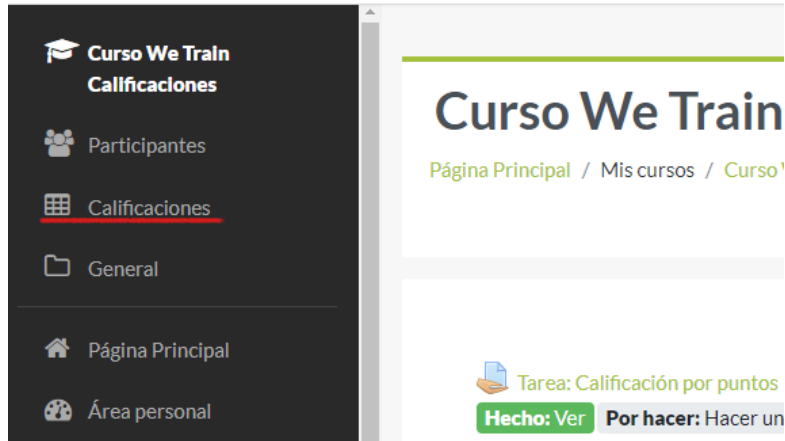 Curso We Train
Calificaciones
Participantes
Calificaciones
General
Página Principal
Área personal
Curso We Train
Página Principal / Mis cursos / Curso
Tarea: Calificación por puntos
Hecho: Ver Por hacer: Hacer un